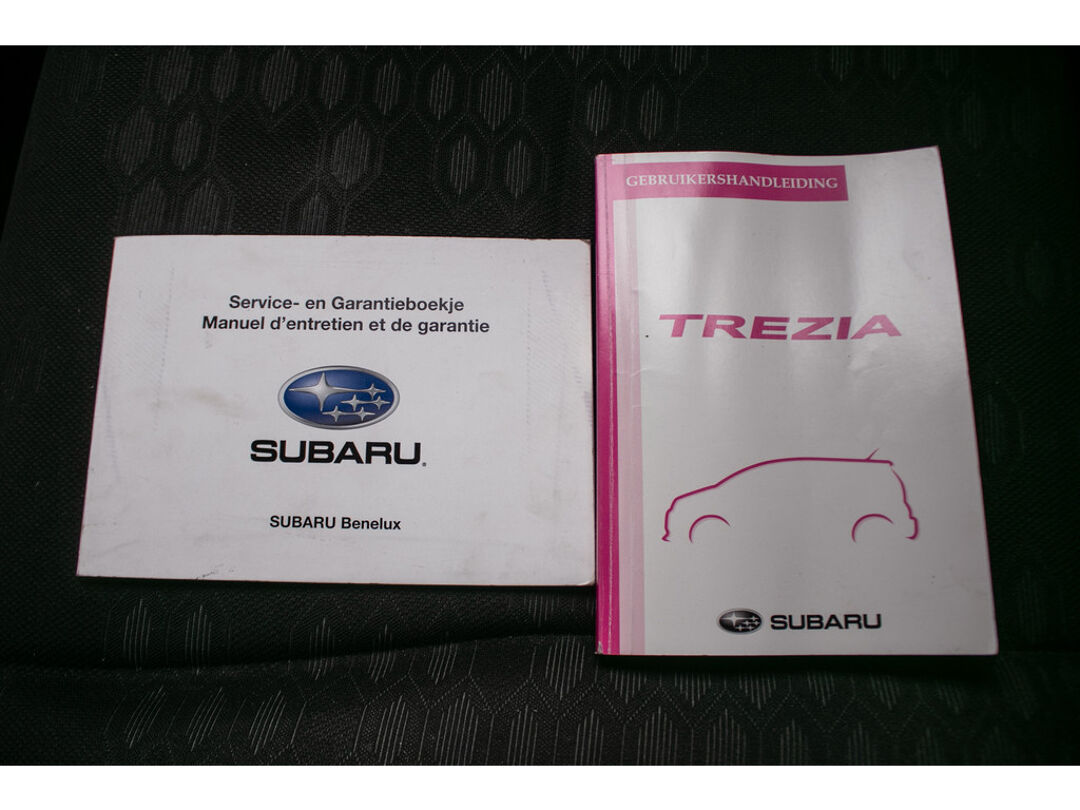 Service- en Garantieboekje
Manuel d'entretien et de garantie
SUBARU
SUBARU Benelux
GEBRUIKERSHANDLEIDING
TREZIA
SUBARU